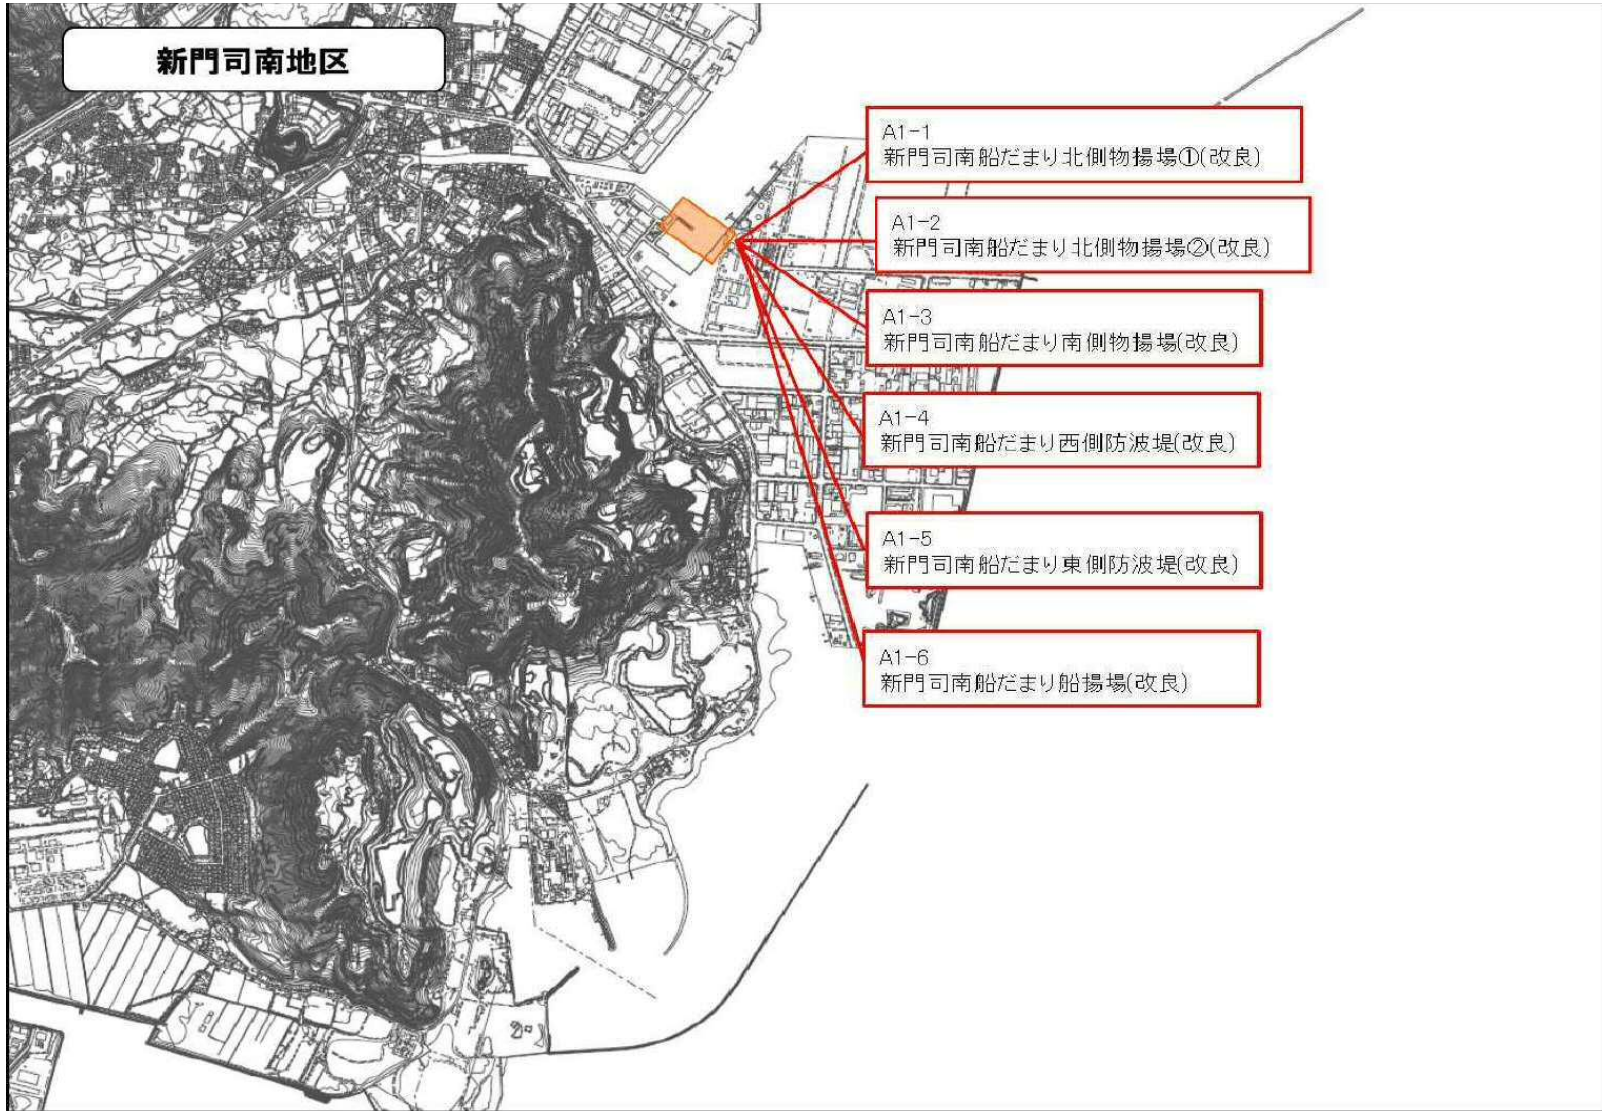 新門司南地区
A1-1
新門司南船だまり北側物揚場①(改良)
A1-2
新門司南船だまり北側物揚場②(改良)
A1-3
新門司南船だまり南側物揚場(改良)
A1-4
新門司南船だまり西側防波堤(改良)
A1-5
新門司南船だまり東側防波堤(改良)
A1-6
新門司南船だまり船揚場(改良)